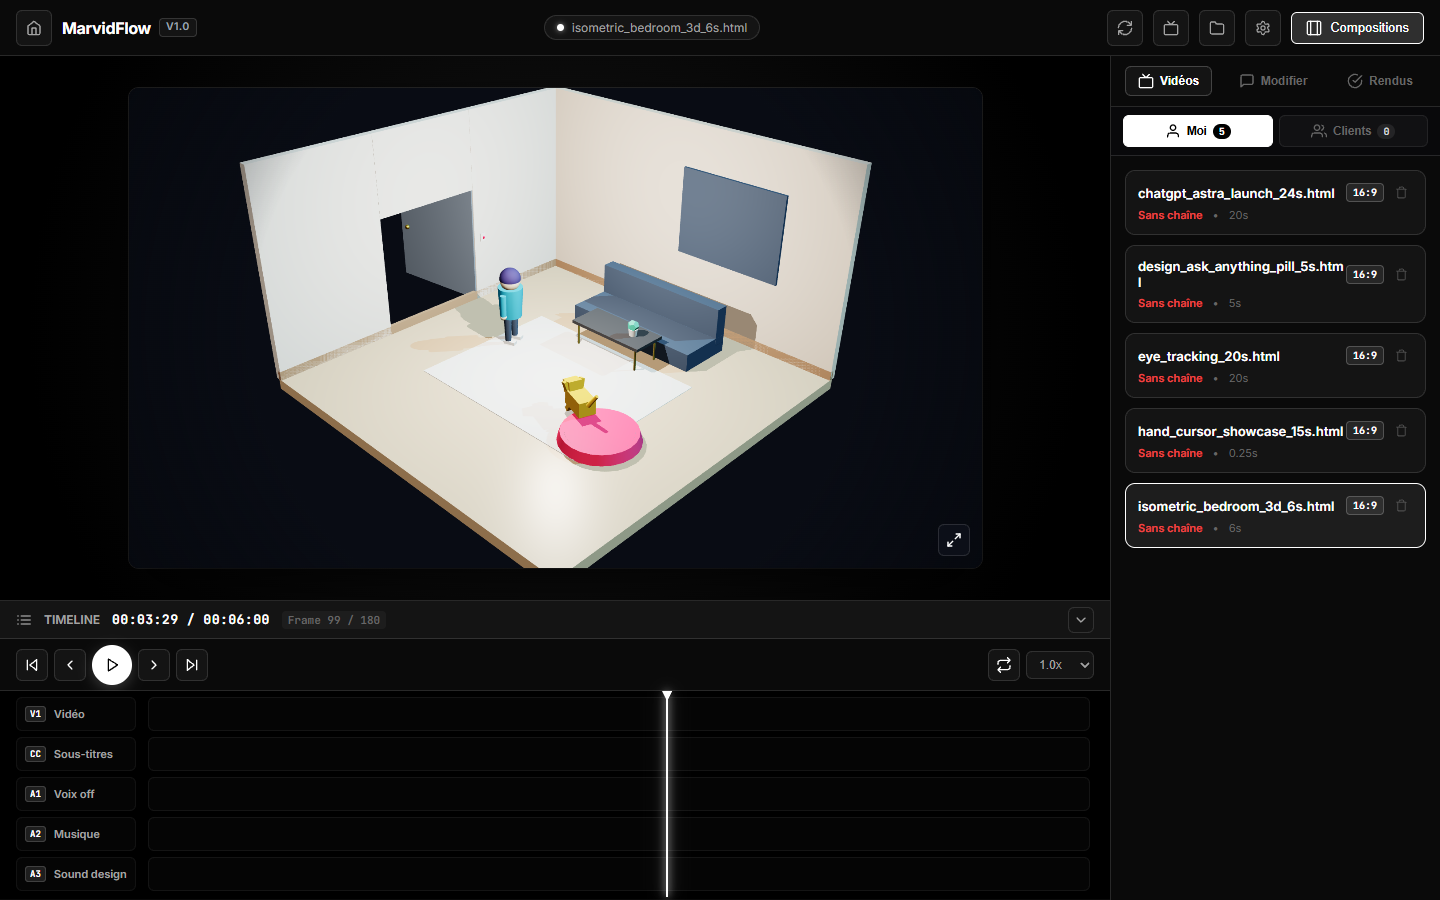 MarvidFlow V1.0
isometric_bedroom_3d_6s.html
Compositions
Vidéos Modifier Rendus
Moi 5 Clients 0
chatgpt_astra_launch_24s.html 16:9
Sans chaîne • 20s
design_ask_anything_pill_5s.htm
l 16:9
Sans chaîne • 5s
eye_tracking_20s.html 16:9
Sans chaîne • 20s
hand_cursor_showcase_15s.html 16:9
Sans chaîne • 0.25s
isometric_bedroom_3d_6s.html 16:9
Sans chaîne • 6s
TIMELINE 00:03:29 / 00:06:00 Frame 99 / 180
1.0x
V1 Vidéo
CC Sous-titres
A1 Voix off
A2 Musique
A3 Sound design